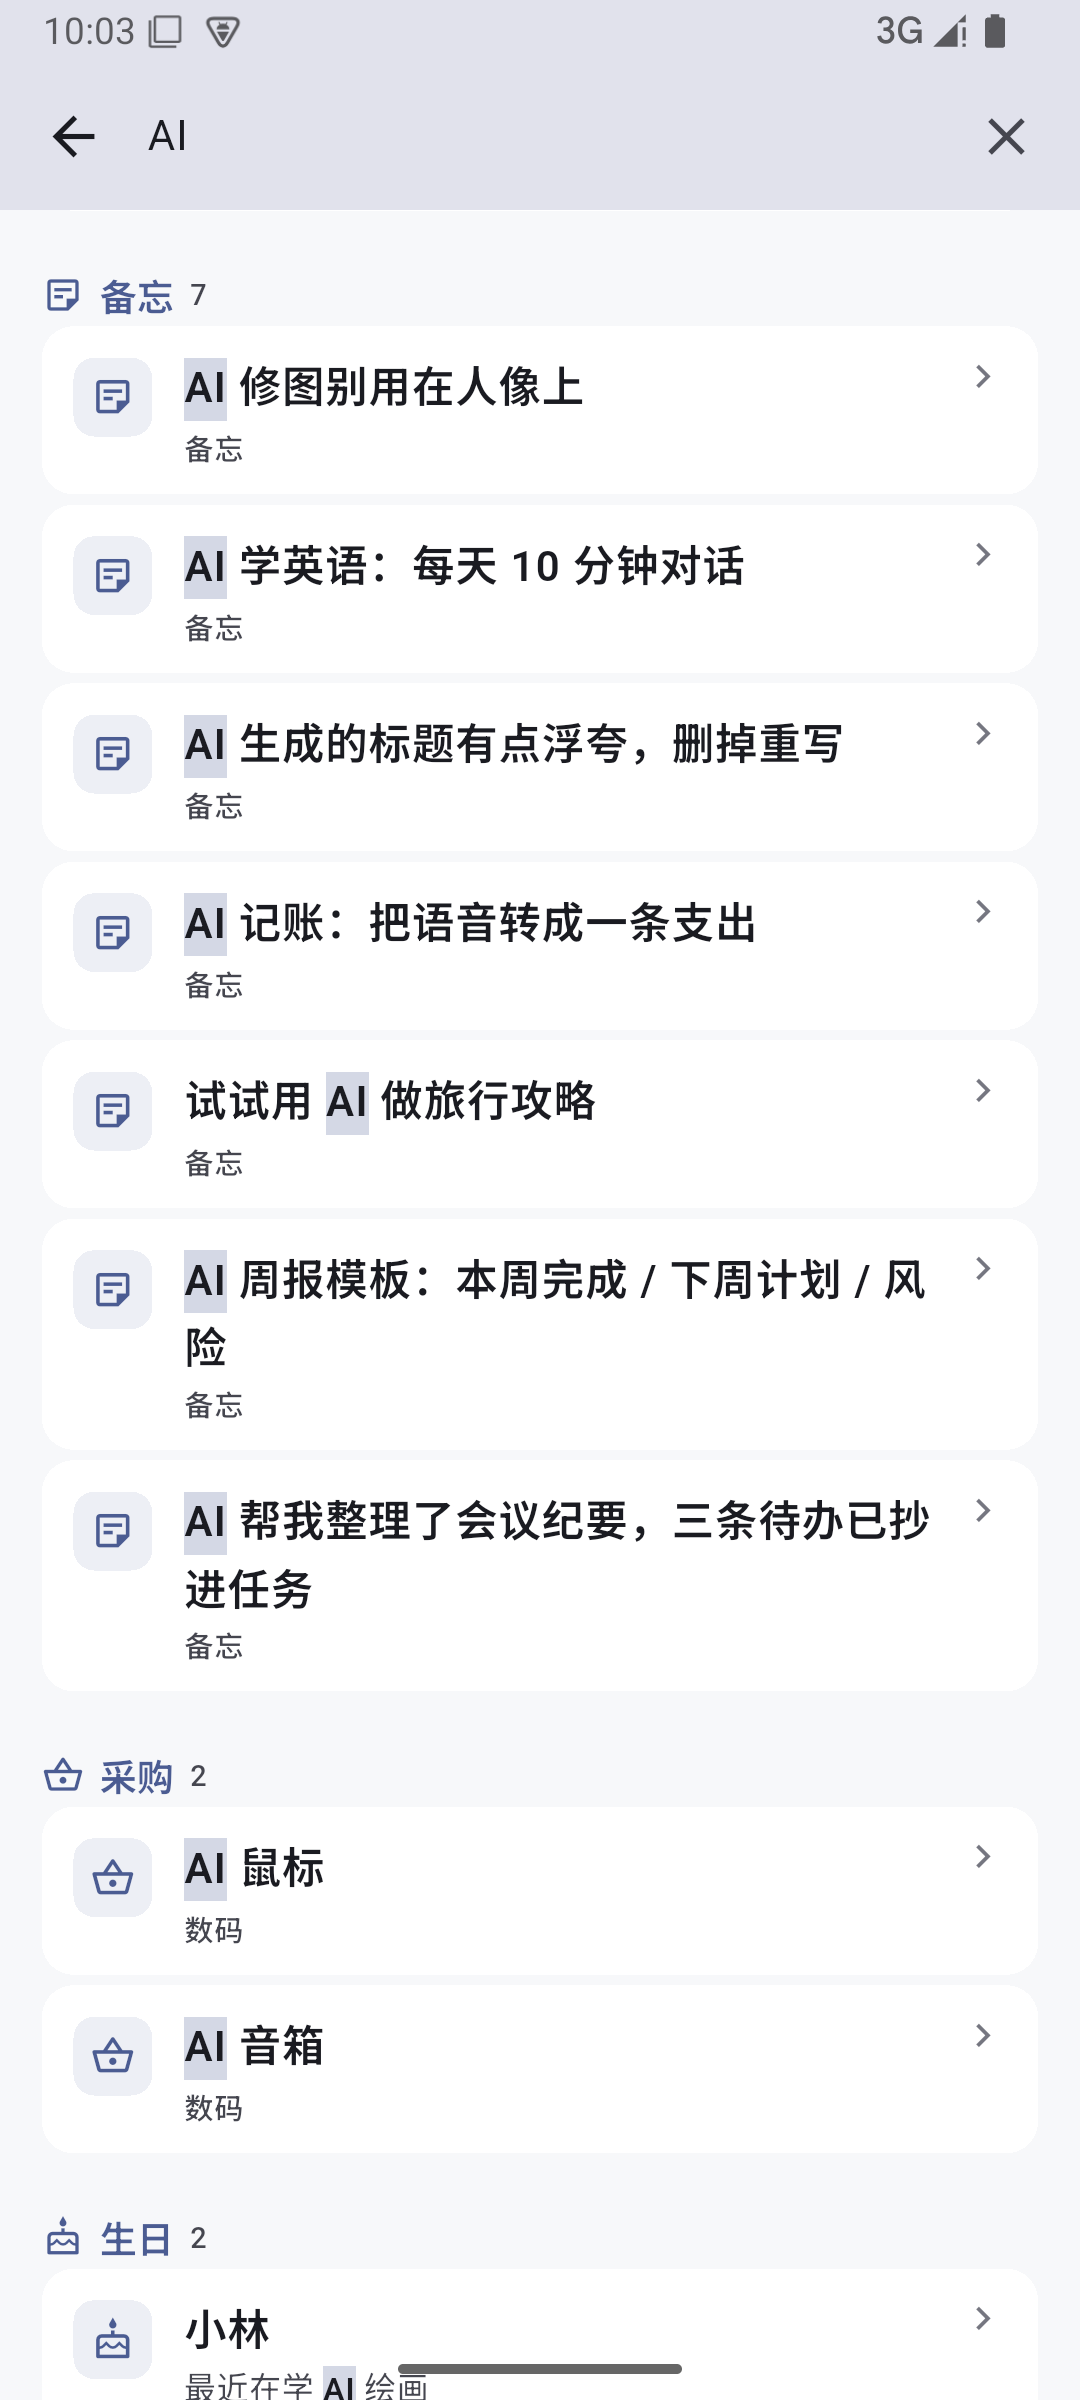 10:03
3G
AI
备忘 7
AI 修图别用在人像上
备忘
AI 学英语：每天 10 分钟对话
备忘
AI 生成的标题有点浮夸，删掉重写
备忘
AI 记账：把语音转成一条支出
备忘
试试用 AI 做旅行攻略
备忘
AI 周报模板：本周完成 / 下周计划 / 风
险
备忘
AI 帮我整理了会议纪要，三条待办已抄
进任务
备忘
采购 2
AI 鼠标
数码
AI 音箱
数码
生日 2
小林
最近在学 AI 绘画